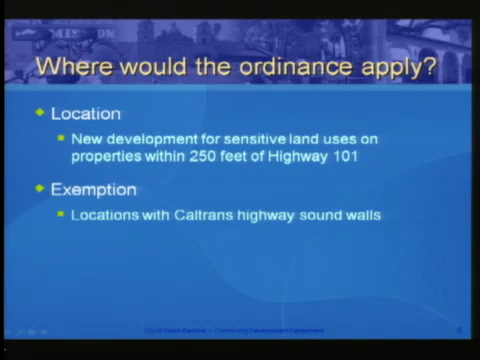 MISSION
Where would the ordinance apply?
Location
New development for sensitive land uses on
properties within 250 feet of Highway 101
Exemption
Locations with Caltrans highway sound walls
City of Santa Barbara - Community Development Department